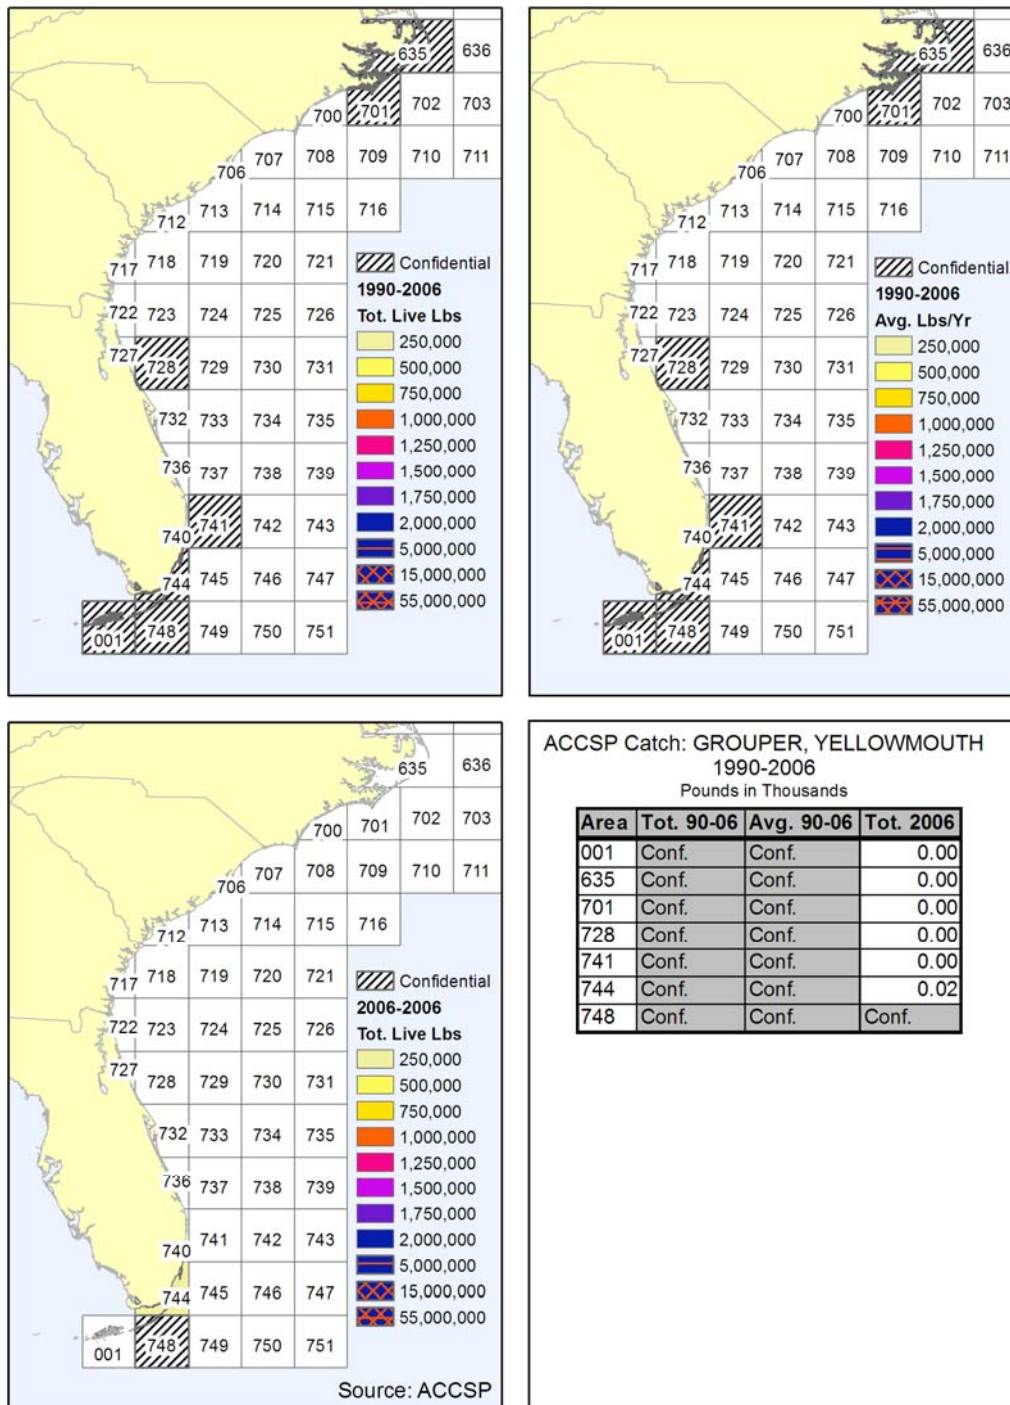 635 636
700 701 702 703
706 707 708 709 710 711
712 713 714 715 716
717 718 719 720 721
722 723 724 725 726
727 728 729 730 731
732 733 734 735
736 737 738 739
740 741 742 743
744 745 746 747
001 748 749 750 751
Confidential
1990-2006
Tot. Live Lbs
250,000
500,000
750,000
1,000,000
1,250,000
1,500,000
1,750,000
2,000,000
5,000,000
15,000,000
55,000,000
635 636
700 701 702 703
706 707 708 709 710 711
712 713 714 715 716
717 718 719 720 721
722 723 724 725 726
727 728 729 730 731
732 733 734 735
736 737 738 739
740 741 742 743
744 745 746 747
001 748 749 750 751
Confidential
1990-2006
Avg. Lbs/Yr
250,000
500,000
750,000
1,000,000
1,250,000
1,500,000
1,750,000
2,000,000
5,000,000
15,000,000
55,000,000
635 636
700 701 702 703
706 707 708 709 710 711
712 713 714 715 716
717 718 719 720 721
722 723 724 725 726
727 728 729 730 731
732 733 734 735
736 737 738 739
740 741 742 743
744 745 746 747
001 748 749 750 751
Confidential
2006-2006
Tot. Live Lbs
250,000
500,000
750,000
1,000,000
1,250,000
1,500,000
1,750,000
2,000,000
5,000,000
15,000,000
55,000,000
Source: ACCSP
ACCSP Catch: GROUPER, YELLOWMOUTH
1990-2006
Pounds in Thousands
Area Tot. 90-06 Avg. 90-06 Tot. 2006
001 Conf. Conf. 0.00
635 Conf. Conf. 0.00
701 Conf. Conf. 0.00
728 Conf. Conf. 0.00
741 Conf. Conf. 0.00
744 Conf. Conf. 0.02
748 Conf. Conf. Conf.